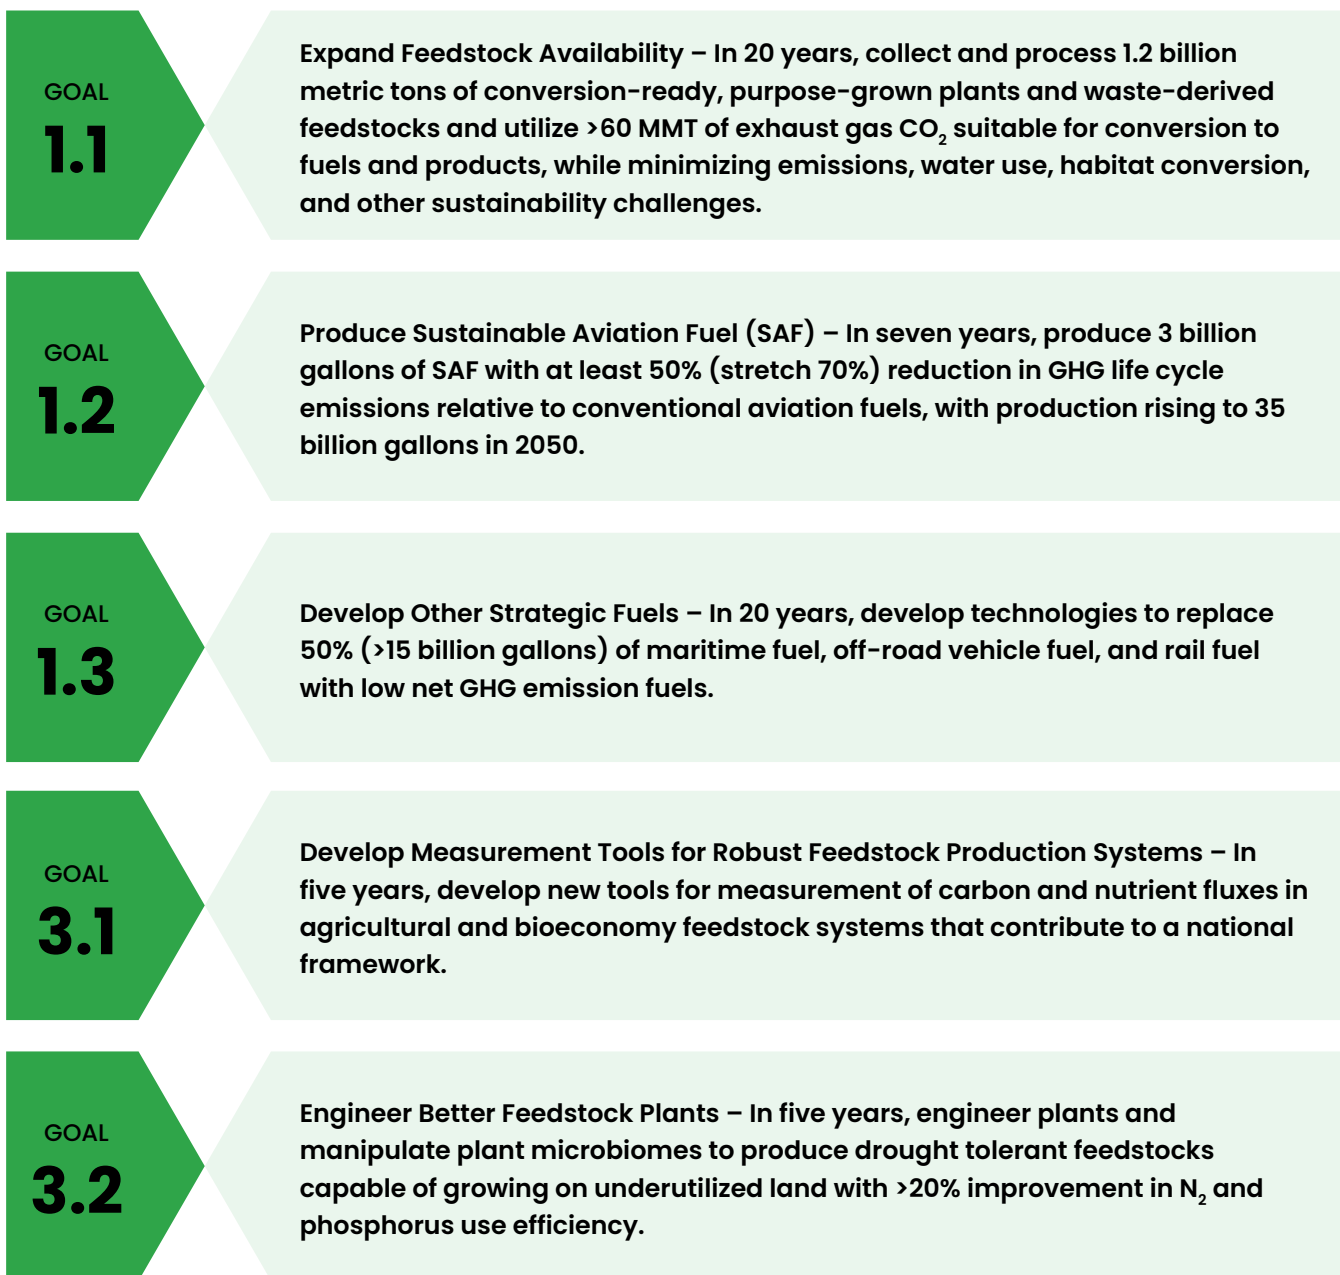 GOAL
1.1
Expand Feedstock Availability – In 20 years, collect and process 1.2 billion
metric tons of conversion-ready, purpose-grown plants and waste-derived
feedstocks and utilize >60 MMT of exhaust gas CO₂ suitable for conversion to
fuels and products, while minimizing emissions, water use, habitat conversion,
and other sustainability challenges.
GOAL
1.2
Produce Sustainable Aviation Fuel (SAF) – In seven years, produce 3 billion
gallons of SAF with at least 50% (stretch 70%) reduction in GHG life cycle
emissions relative to conventional aviation fuels, with production rising to 35
billion gallons in 2050.
GOAL
1.3
Develop Other Strategic Fuels – In 20 years, develop technologies to replace
50% (>15 billion gallons) of maritime fuel, off-road vehicle fuel, and rail fuel
with low net GHG emission fuels.
GOAL
3.1
Develop Measurement Tools for Robust Feedstock Production Systems – In
five years, develop new tools for measurement of carbon and nutrient fluxes in
agricultural and bioeconomy feedstock systems that contribute to a national
framework.
GOAL
3.2
Engineer Better Feedstock Plants – In five years, engineer plants and
manipulate plant microbiomes to produce drought tolerant feedstocks
capable of growing on underutilized land with >20% improvement in N₂ and
phosphorus use efficiency.